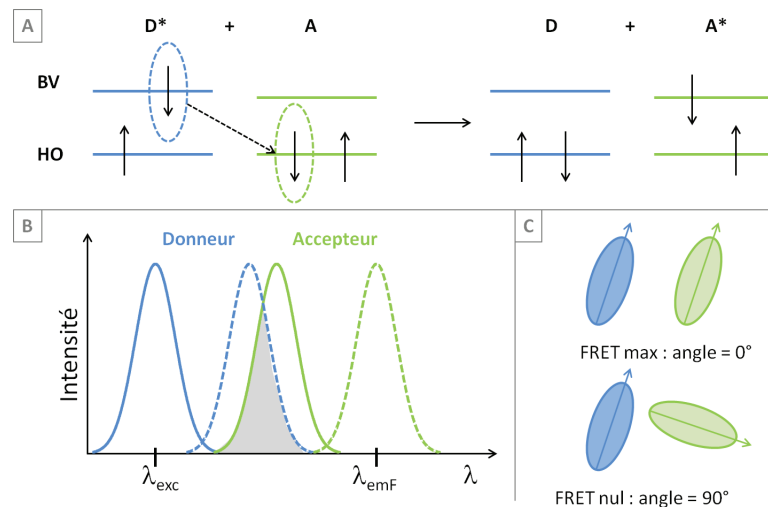 A
D* + A
D + A*
BV
HO
B
Donneur
Accepteur
Intensité
λexc
λemF
λ
C
FRET max : angle = 0°
FRET nul : angle = 90°